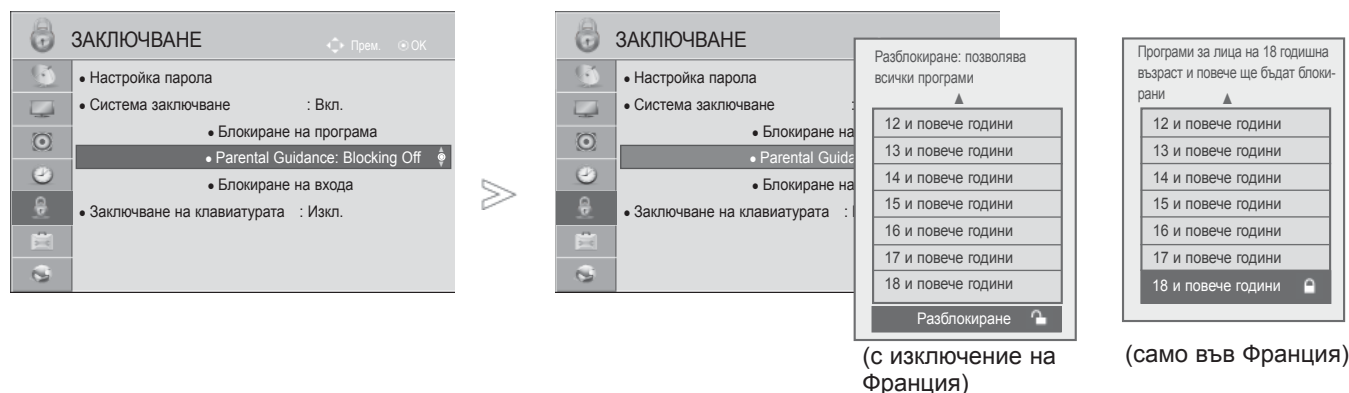 ЗАКЛЮЧВАНЕ
Прем. OK
• Настройка парола
• Система заключване : Вкл.
• Блокиране на програма
• Parental Guidance: Blocking Off
• Блокиране на входа
• Заключване на клавиатурата : Изкл.
ЗАКЛЮЧВАНЕ
• Настройка парола
• Система заключване :
• Блокиране на
• Parental Guida
• Блокиране на
• Заключване на клавиатурата :
Разблокиране: позволява
всички програми
12 и повече години
13 и повече години
14 и повече години
15 и повече години
16 и повече години
17 и повече години
18 и повече години
Разблокиране
(с изключение на
Франция)
Програми за лица на 18 годишна
възраст и повече ще бъдат блоки-
рани
12 и повече години
13 и повече години
14 и повече години
15 и повече години
16 и повече години
17 и повече години
18 и повече години
(само във Франция)